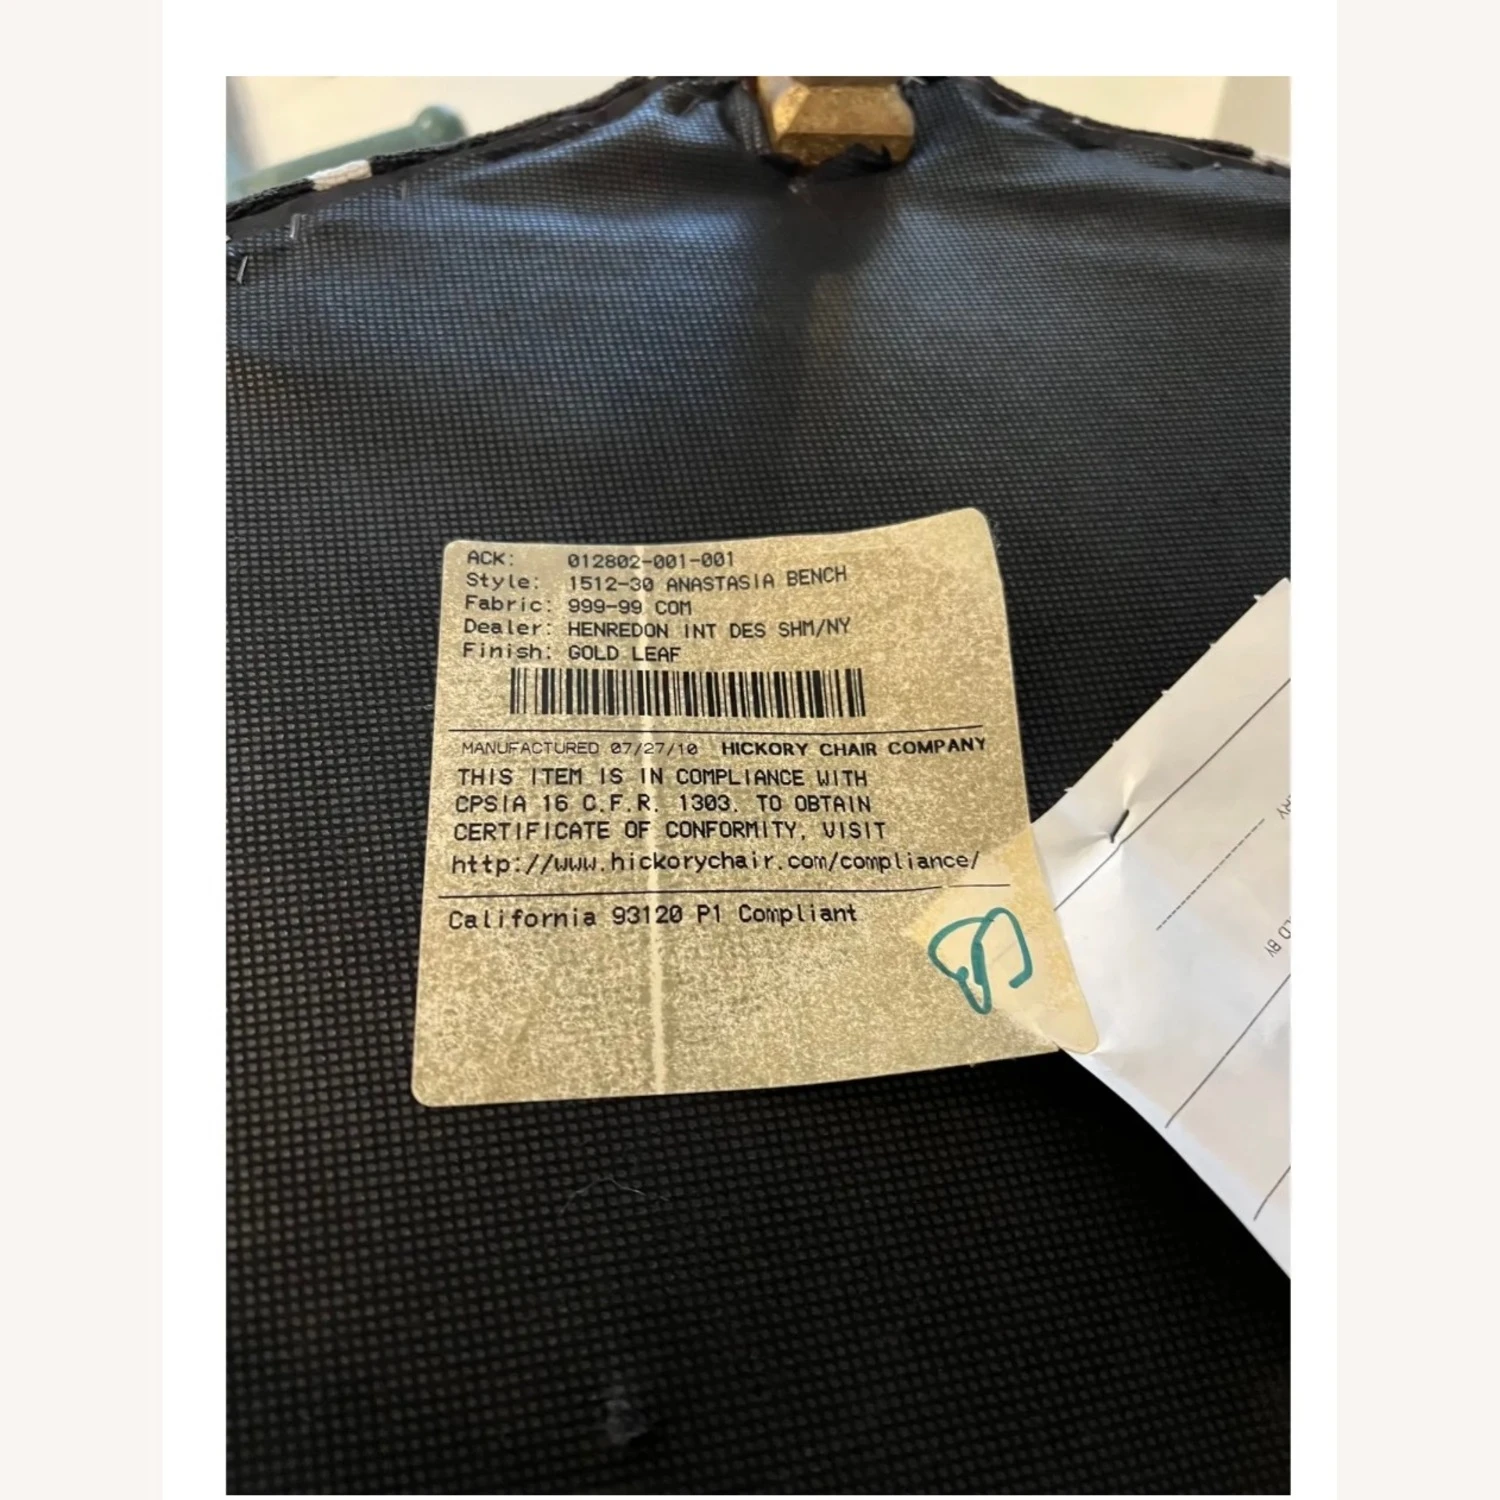 ACK: 012802-001-001
Style: 1512-30 ANASTASIA BENCH
Fabric: 999-99 COM
Dealer: HENREDON INT DES SHM/NY
Finish: GOLD LEAF
MANUFACTURED 07/27/10 HICKORY CHAIR COMPANY
THIS ITEM IS IN COMPLIANCE WITH
CPSIA 16 C.F.R. 1303. TO OBTAIN
CERTIFICATE OF CONFORMITY, VISIT
http://www.hickorychair.com/compliance/
California 93120 P1 Compliant
BY